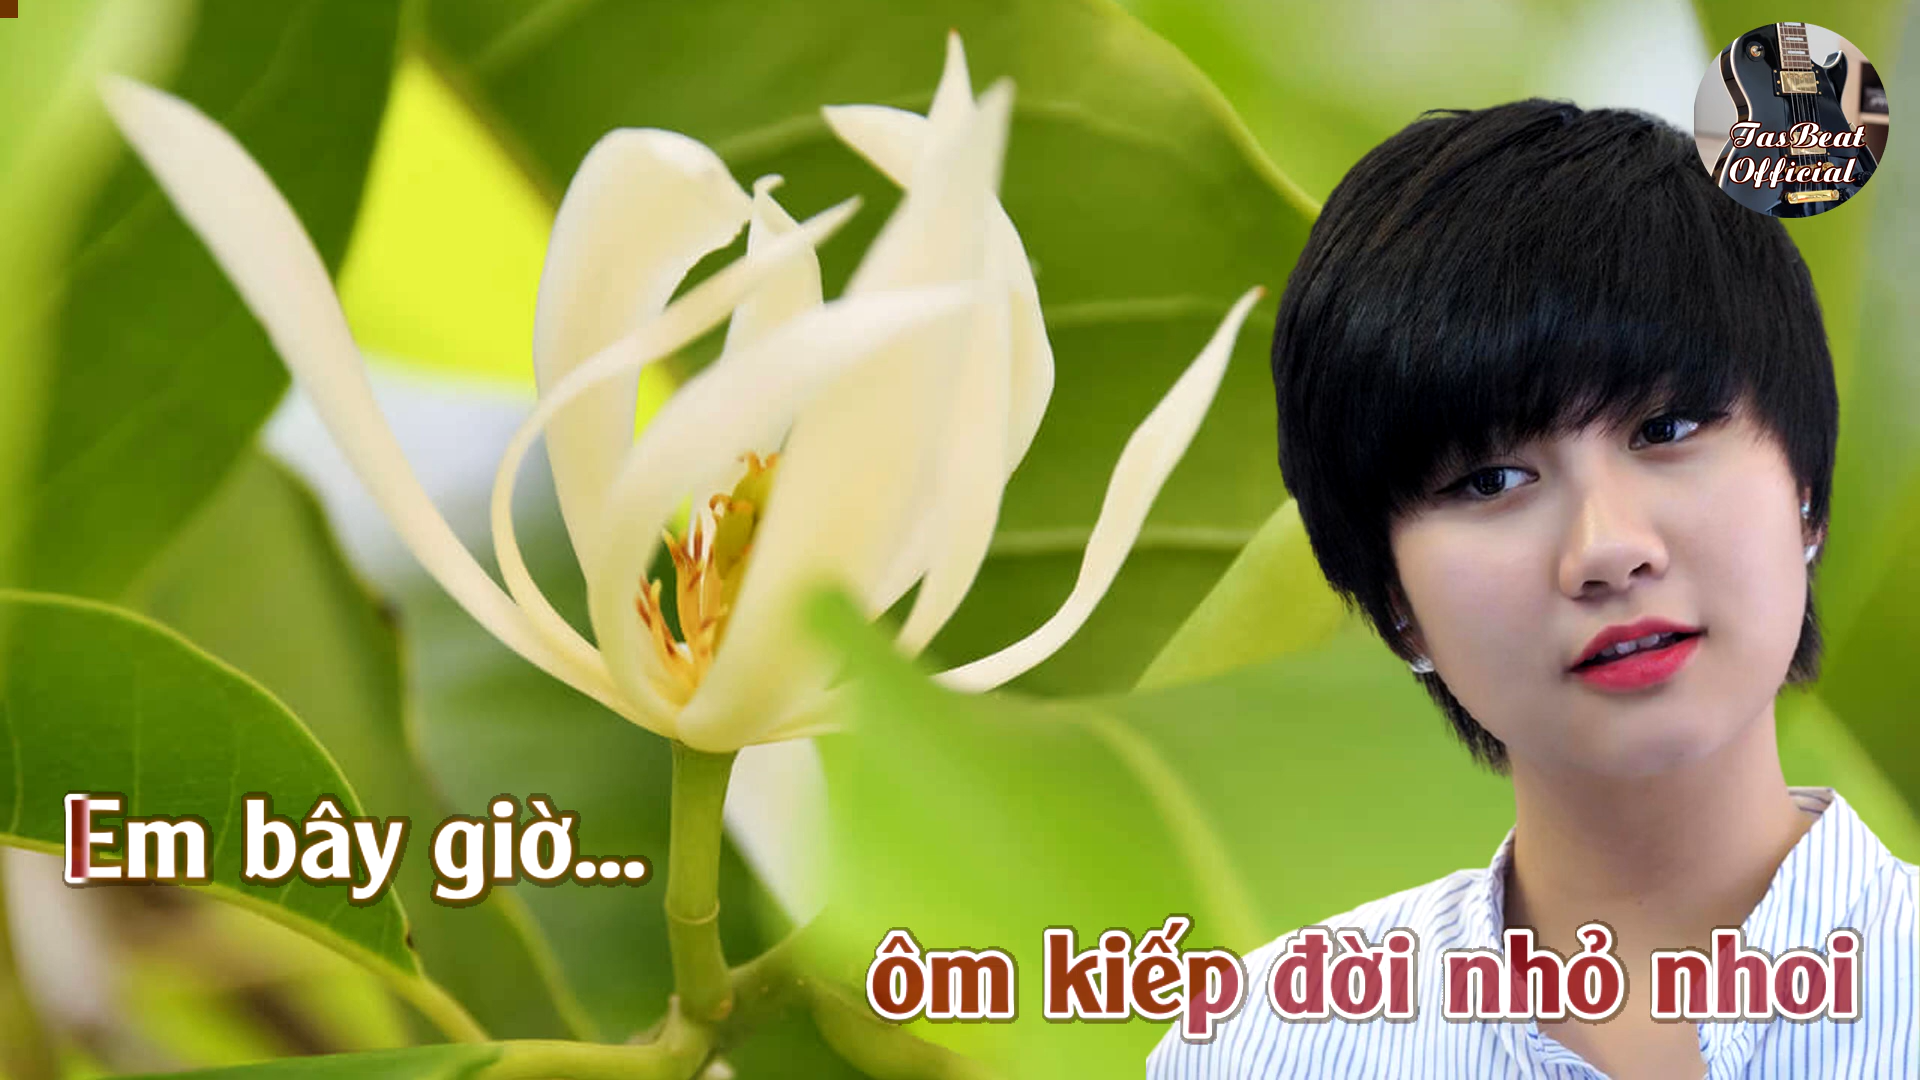 TasBeat
Official
Em bây giờ...
ôm kiếp đời nhỏ nhoi